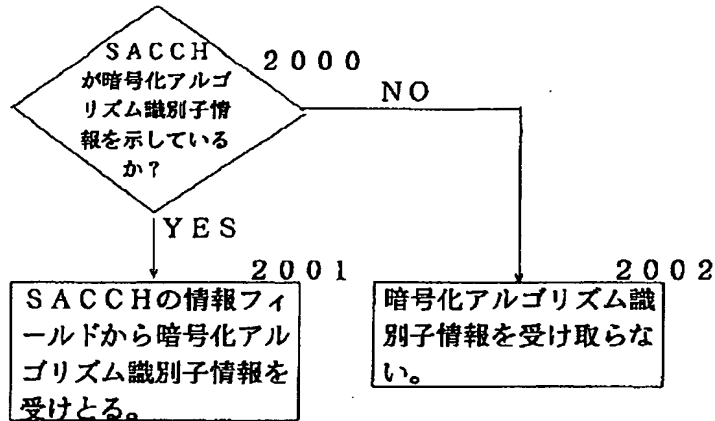 ＳＡＣＣＨ
が暗号化アルゴ
リズム識別子情
報を示している
か？
２０００
ＮＯ
ＹＥＳ
２００１
ＳＡＣＣＨの情報フィ
ールドから暗号化アル
ゴリズム識別子情報を
受けとる。
２００２
暗号化アルゴリズム識
別子情報を受け取らな
い。